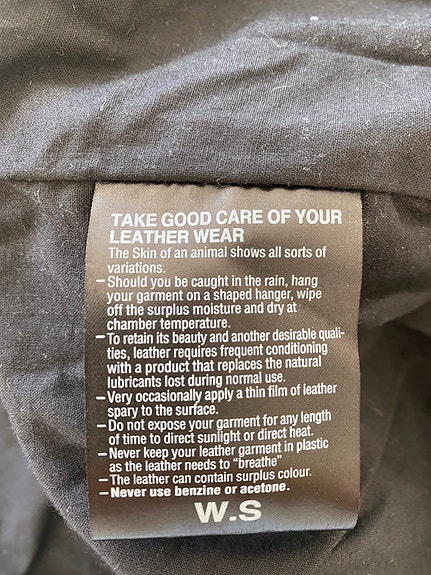 TAKE GOOD CARE OF YOUR
LEATHER WEAR
The Skin of an animal shows all sorts of
variations.
–Should you be caught in the rain, hang
your garment on a shaped hanger, wipe
off the surplus moisture and dry at
chamber temperature.
–To retain its beauty and another desirable quali-
ties, leather requires frequent conditioning
with a product that replaces the natural
lubricants lost during normal use.
–Very occasionally apply a thin film of leather
spary to the surface.
–Do not expose your garment for any length
of time to direct sunlight or direct heat.
–Never keep your leather garment in plastic
as the leather needs to "breathe"
–The leather can contain surplus colour.
–Never use benzine or acetone.
W.S